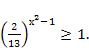 (2/13)^{x²−1} ≥ 1.